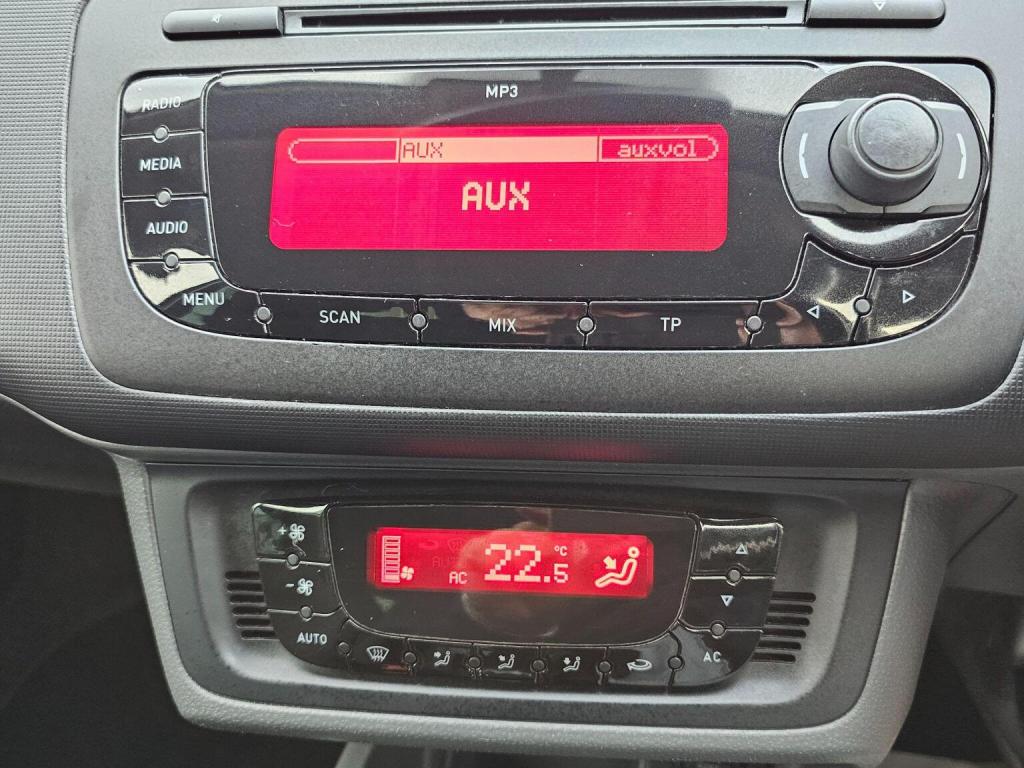 MP3
RADIO
MEDIA
AUDIO
MENU
AUX auxvol
AUX
SCAN MIX TP
+
-
AUTO
AC 22.5 °C
AC